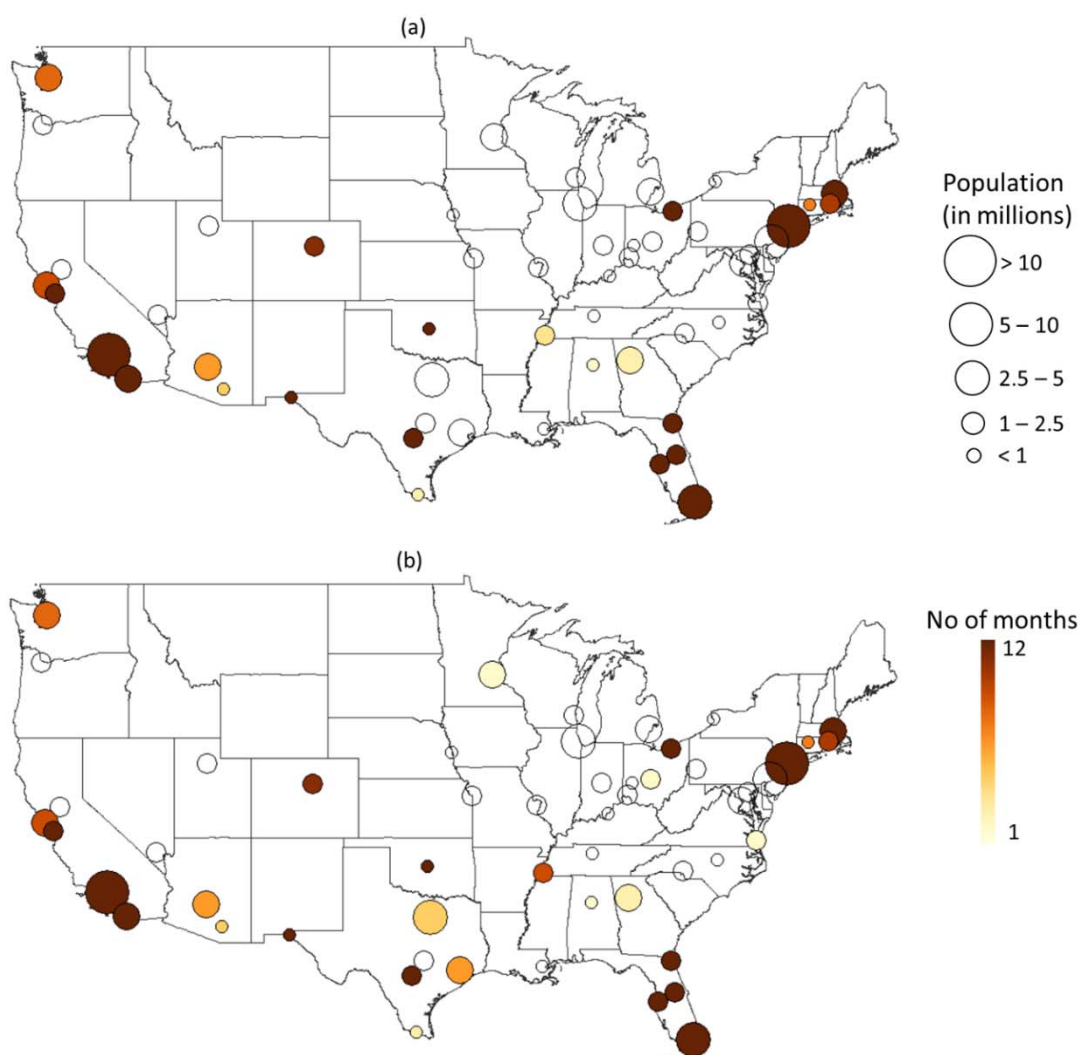 (a)
Population
(in millions)
> 10
5 – 10
2.5 – 5
1 – 2.5
< 1
(b)
No of months
12
1